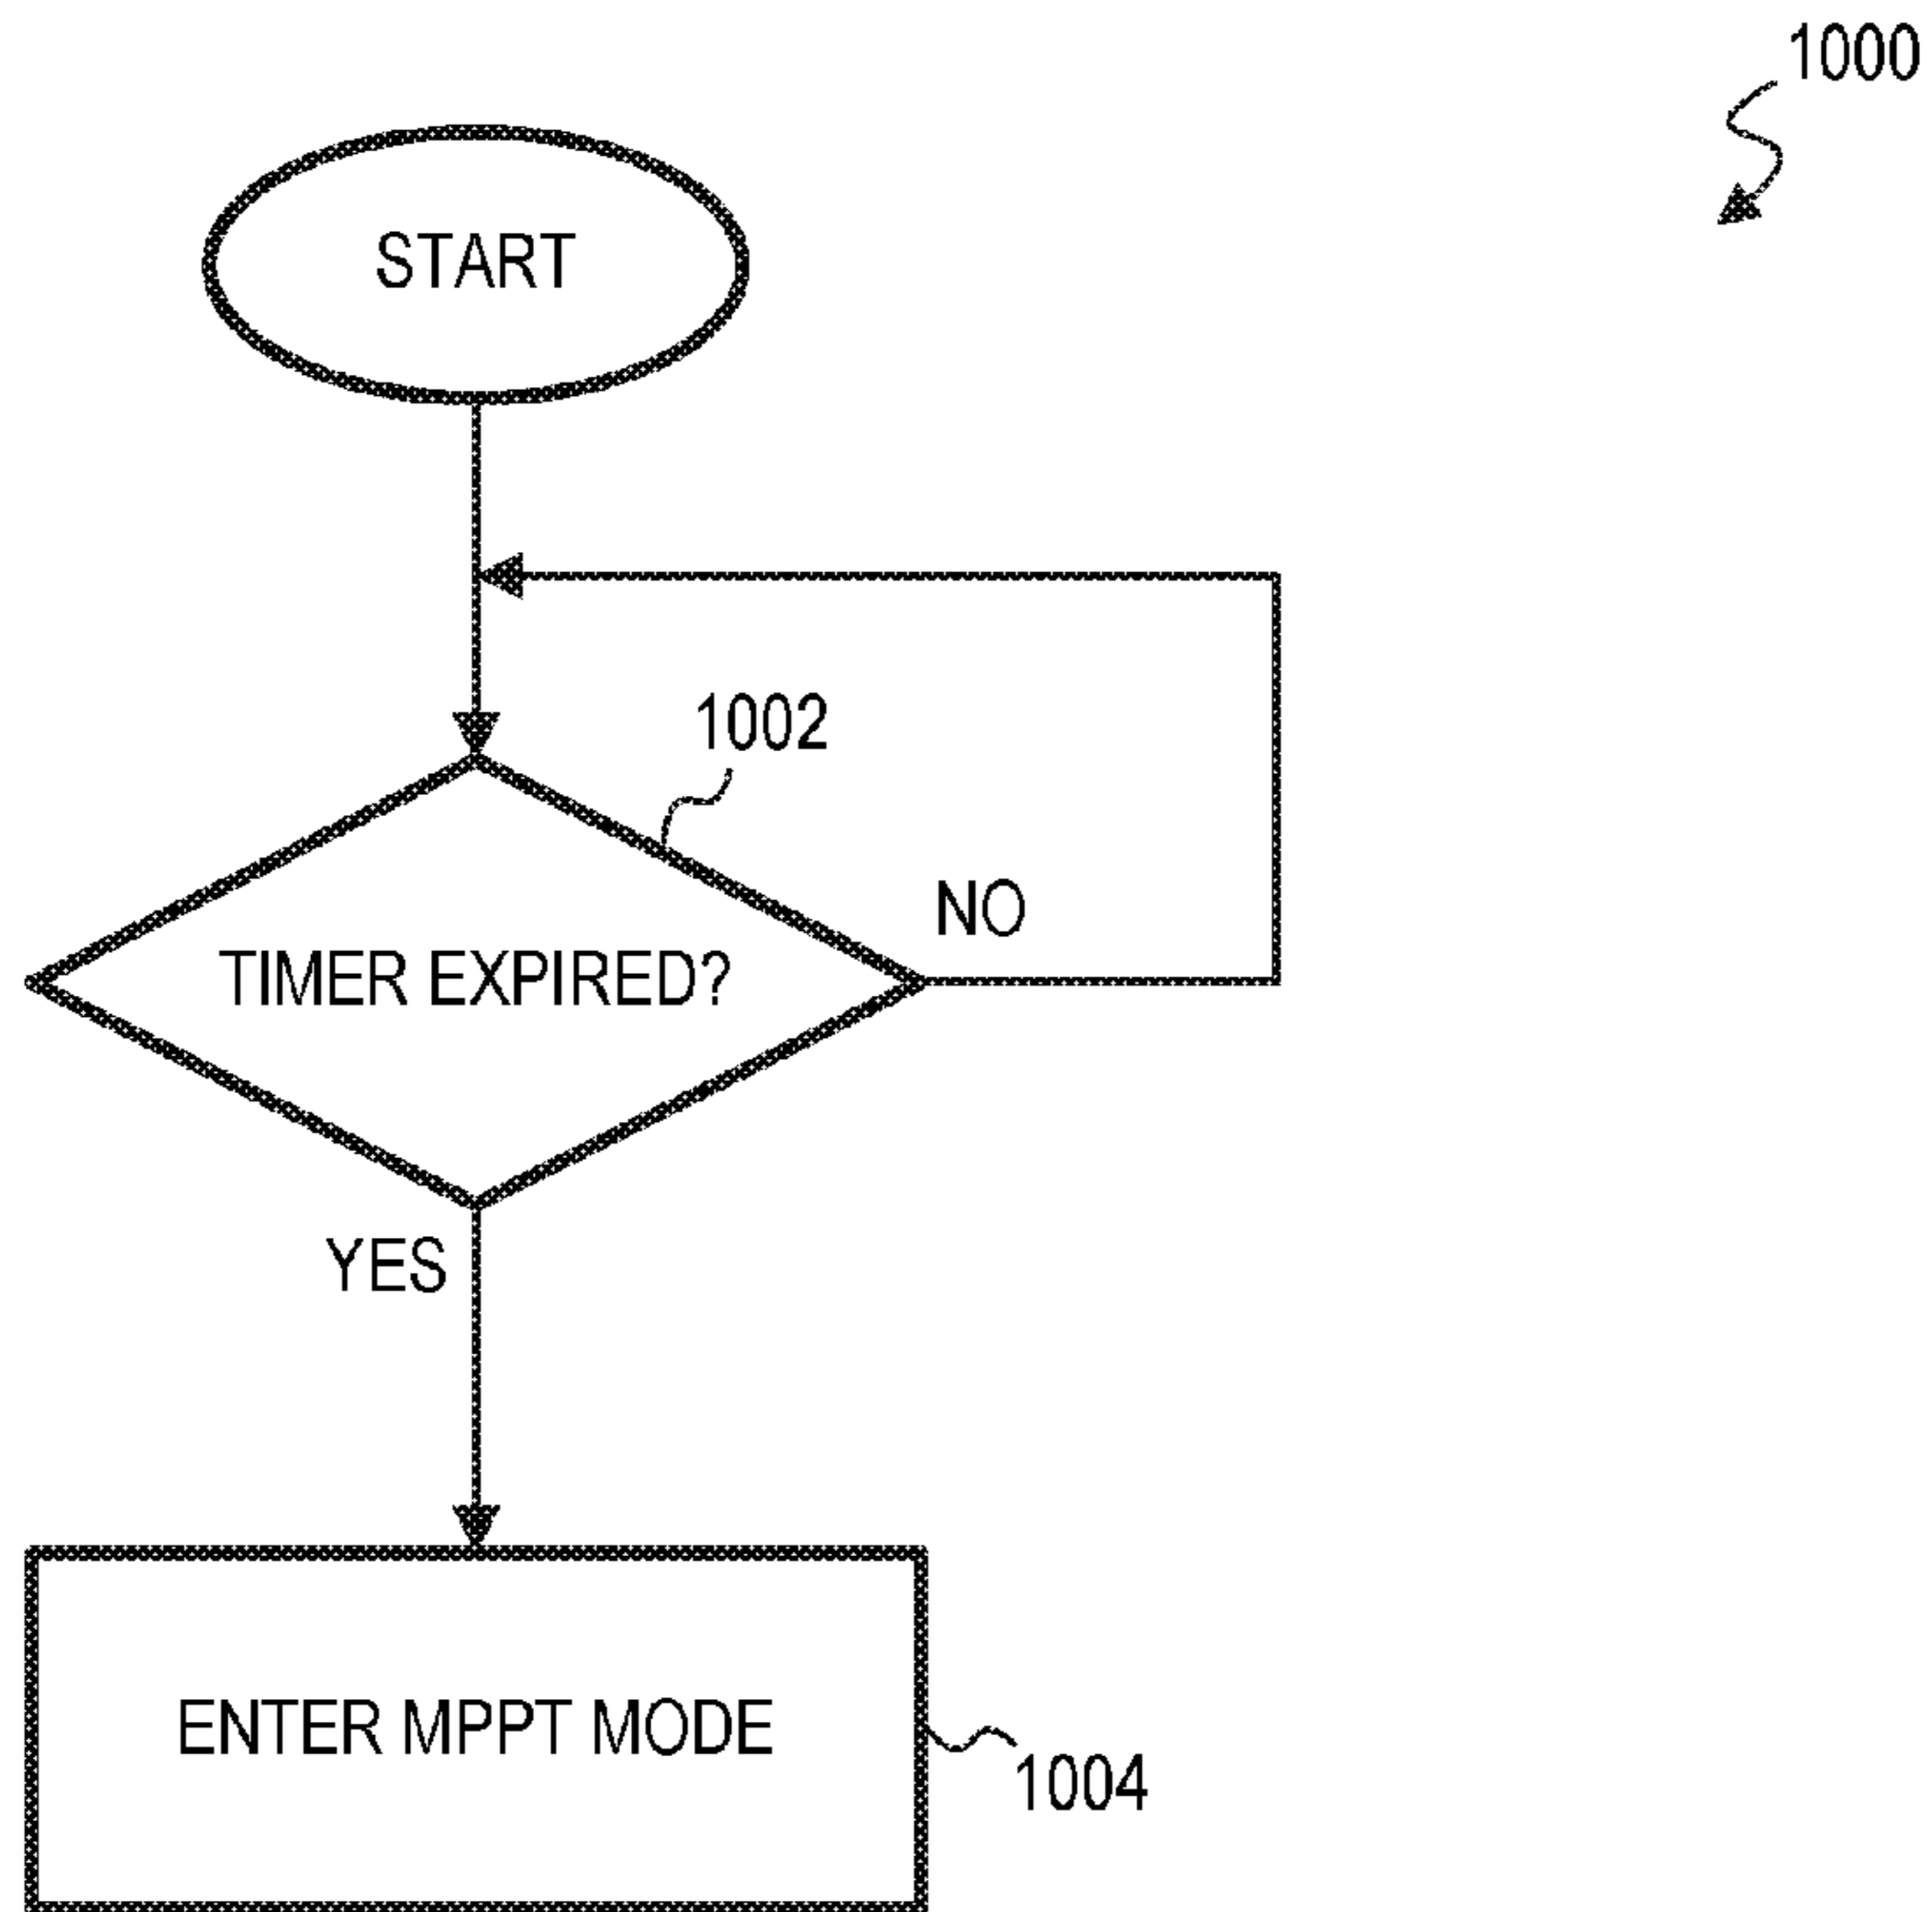 1000
START
1002
NO
TIMER EXPIRED?
YES
ENTER MPPT MODE
1004